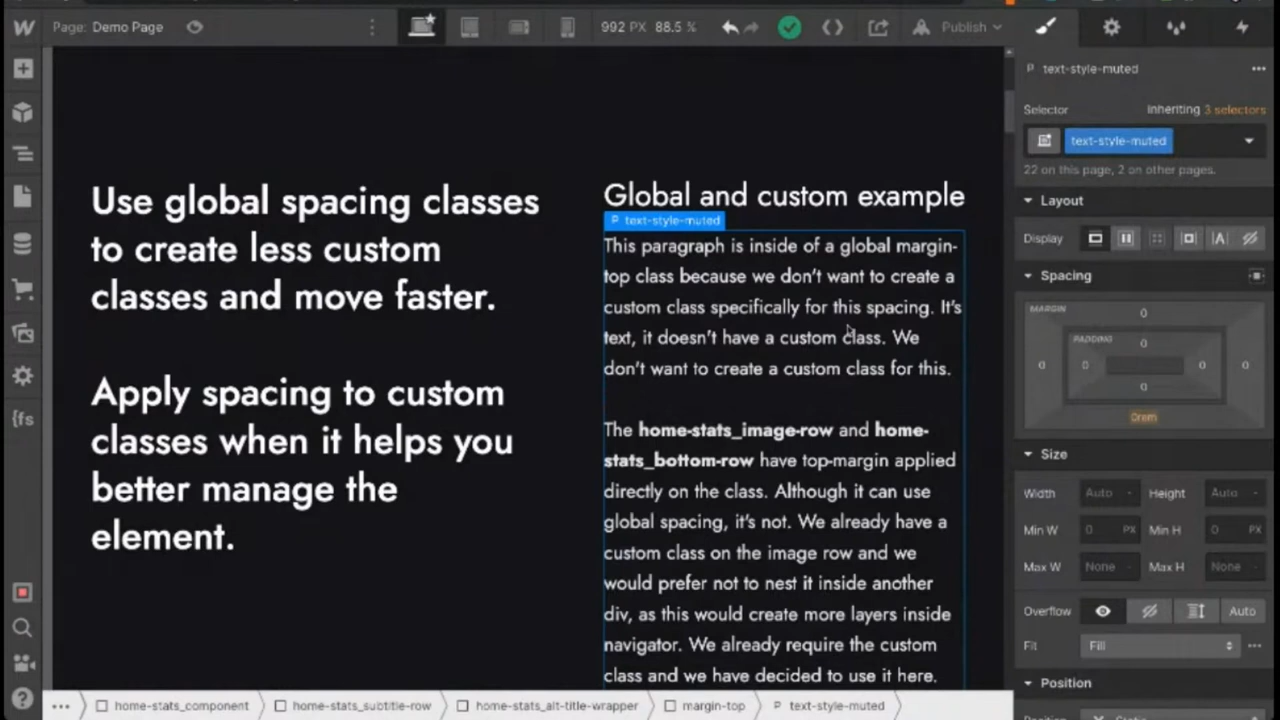 Page: Demo Page
992 PX 88.5 %
Publish
Use global spacing classes
to create less custom
classes and move faster.
Apply spacing to custom
classes when it helps you
better manage the
element.
Global and custom example
P text-style-muted
This paragraph is inside of a global margin-
top class because we don't want to create a
custom class specifically for this spacing. It's
text, it doesn't have a custom class. We
don't want to create a custom class for this.
The home-stats_image-row and home-
stats_bottom-row have top-margin applied
directly on the class. Although it can use
global spacing, it's not. We already have a
custom class on the image row and we
would prefer not to nest it inside another
div, as this would create more layers inside
navigator. We already require the custom
class and we have decided to use it here.
P text-style-muted
Selector Inheriting 3 selectors
text-style-muted
22 on this page, 2 on other pages.
Layout
Display
Spacing
MARGIN
0
PADDING
0
0 0 0 0
0
0rem
Size
Width Auto - Height Auto -
Min W 0 PX Min H 0 PX
Max W None - Max H None -
Overflow Auto
Fit Fill
Position
{fs
home-stats_component home-stats_subtitle-row home-stats_alt-title-wrapper margin-top P text-style-muted